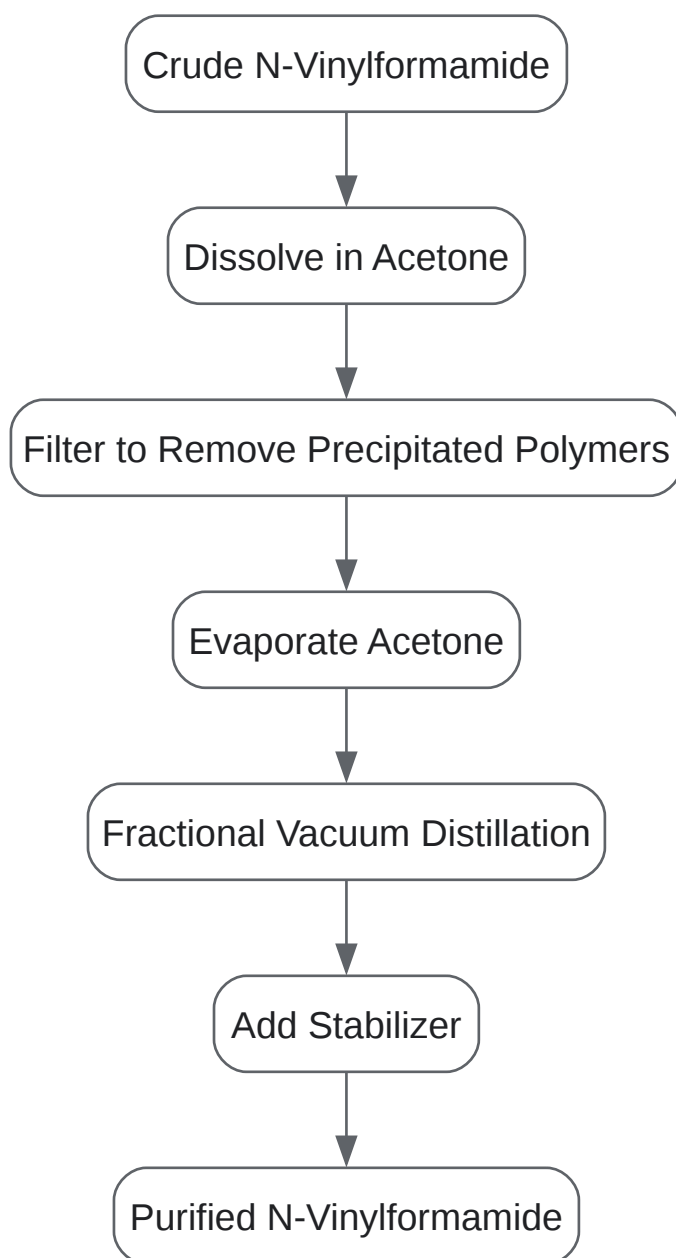 Crude N-Vinylformamide
Dissolve in Acetone
Filter to Remove Precipitated Polymers
Evaporate Acetone
Fractional Vacuum Distillation
Add Stabilizer
Purified N-Vinylformamide